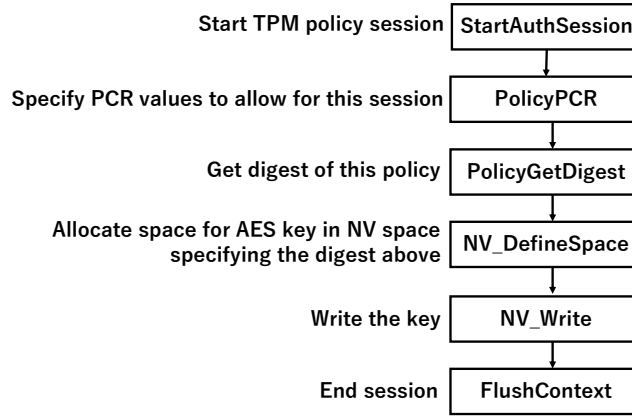 Start TPM policy session
StartAuthSession
Specify PCR values to allow for this session
PolicyPCR
Get digest of this policy
PolicyGetDigest
Allocate space for AES key in NV space
specifying the digest above
NV_DefineSpace
Write the key
NV_Write
End session
FlushContext